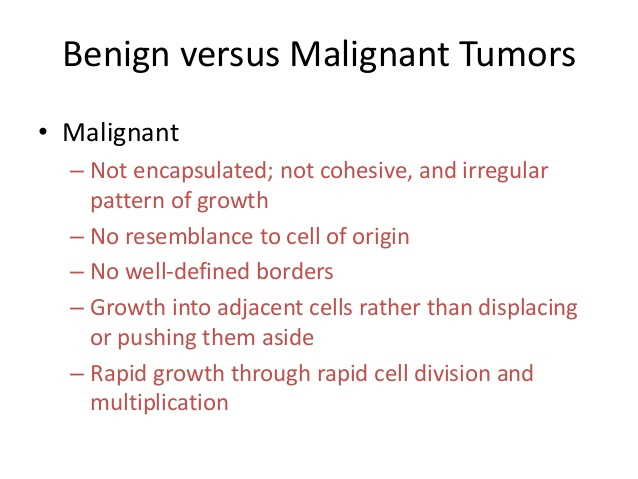 Benign versus Malignant Tumors
• Malignant
– Not encapsulated; not cohesive, and irregular
pattern of growth
– No resemblance to cell of origin
– No well-defined borders
– Growth into adjacent cells rather than displacing
or pushing them aside
– Rapid growth through rapid cell division and
multiplication